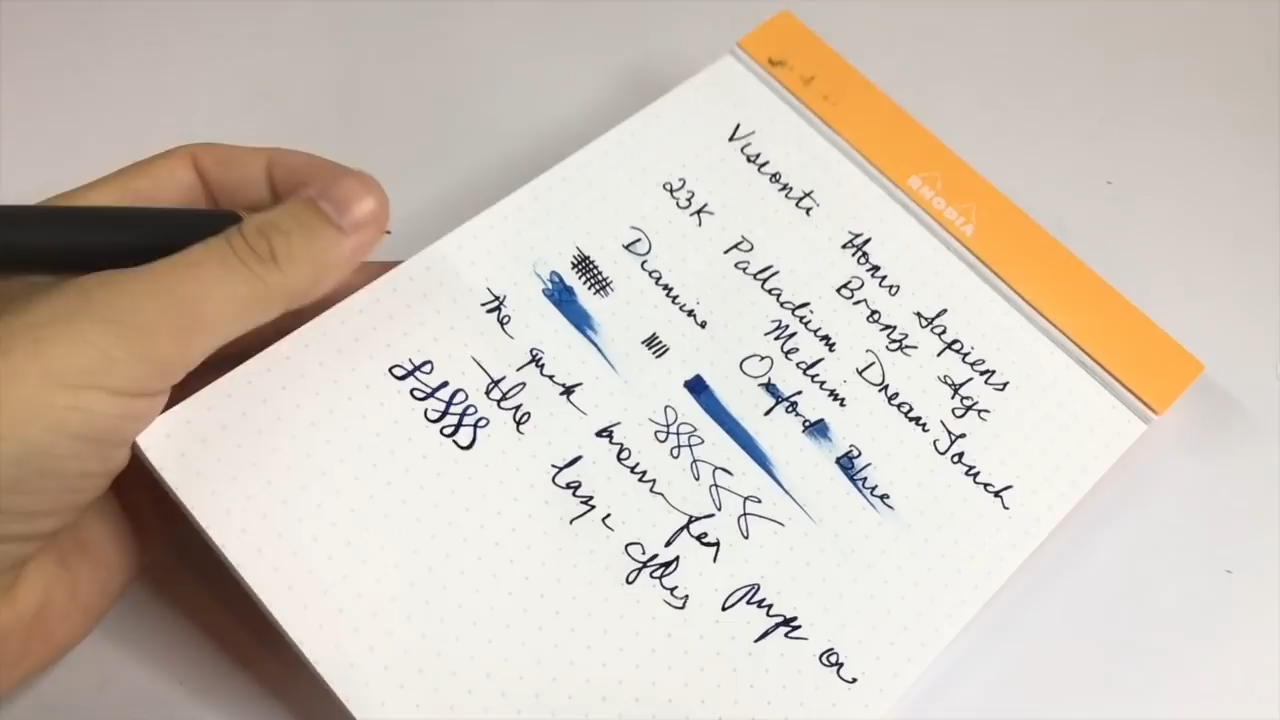 RHODIA
Visconti Homo Sapiens
Bronze Age
23K Palladium Dream Touch
Medium
Diamine Oxford Blue
the quick brown fox jumps on
the lazy